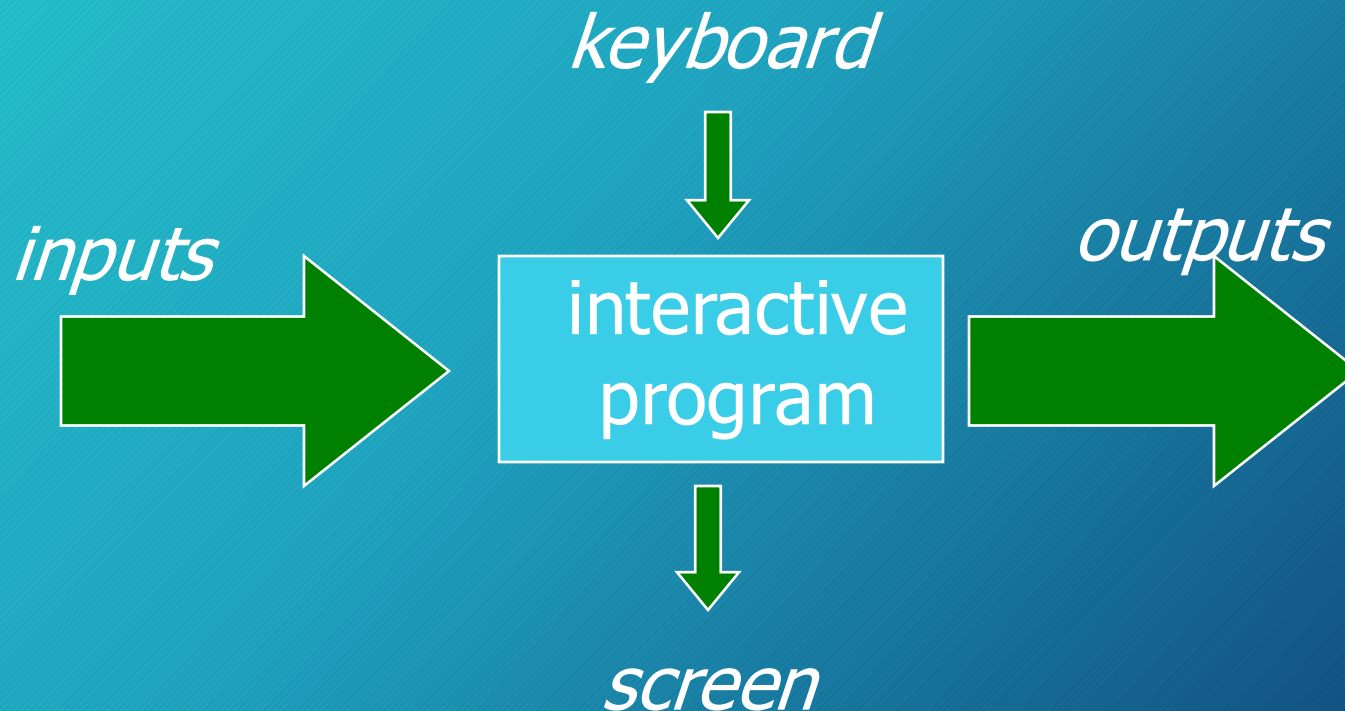 keyboard
inputs
outputs
interactive
program
screen